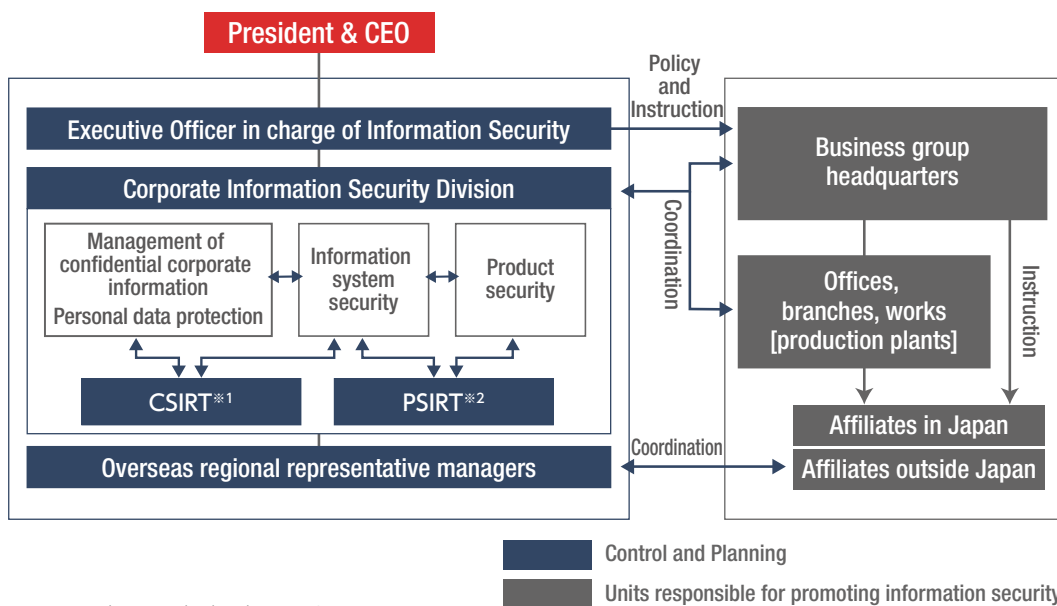 President & CEO
Policy
and
Instruction
Executive Officer in charge of Information Security
Business group
headquarters
Corporate Information Security Division
Coordination
Management of
confidential corporate
information
Personal data protection
Information
system
security
Product
security
Offices,
branches, works
[production plants]
Instruction
CSIRT※1
PSIRT※2
Affiliates in Japan
Coordination
Overseas regional representative managers
Affiliates outside Japan
Control and Planning
Units responsible for promoting information security